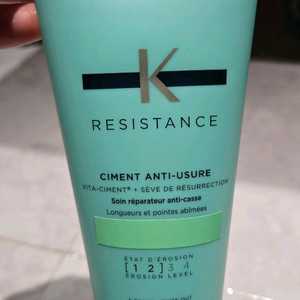 K
RESISTANCE
CIMENT ANTI-USURE
VITA-CIMENT® + SÈVE DE RÉSURRECTION
Soin réparateur anti-casse
Longueurs et pointes abîmées
ÉTAT D'ÉROSION
[1 2] 3 4
EROSION LEVEL